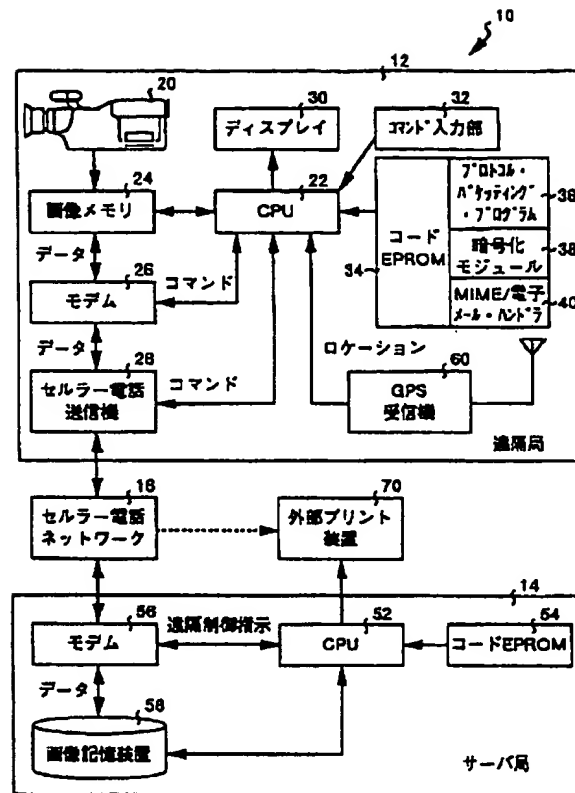 10
12
20
30
ディスプレイ
32
コマンド入力部
24
画像メモリ
22
CPU
34
コード
EPROM
プロトコル・
パケッティング
・プログラム
36
暗号化
モジュール
38
MIME/電子
メール・ハンドラ
40
データ
26
モデム
コマンド
データ
28
セルラー電話
送信機
コマンド
ロケーション
60
GPS
受信機
遠隔局
16
セルラー電話
ネットワーク
70
外部プリント
装置
14
56
モデム
遠隔制御指示
52
CPU
54
コードEPROM
データ
58
画像記憶装置
サーバ局